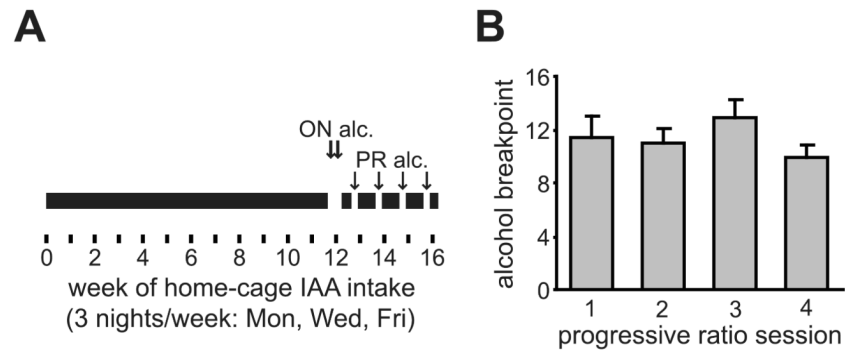 A
ON alc.
PR alc.
0 2 4 6 8 10 12 14 16
week of home-cage IAA intake
(3 nights/week: Mon, Wed, Fri)
B
alcohol breakpoint
16
12
8
4
0
1 2 3 4
progressive ratio session